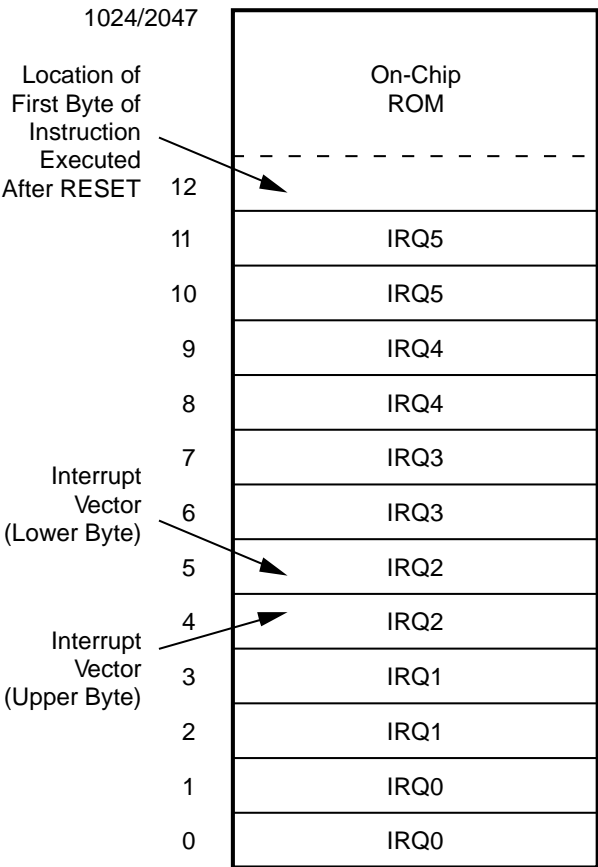 1024/2047
Location of
First Byte of
Instruction
Executed
After RESET
On-Chip
ROM
12
11 IRQ5
10 IRQ5
9 IRQ4
8 IRQ4
7 IRQ3
6 IRQ3
Interrupt
Vector
(Lower Byte)
5 IRQ2
4 IRQ2
Interrupt
Vector
(Upper Byte)
3 IRQ1
2 IRQ1
1 IRQ0
0 IRQ0